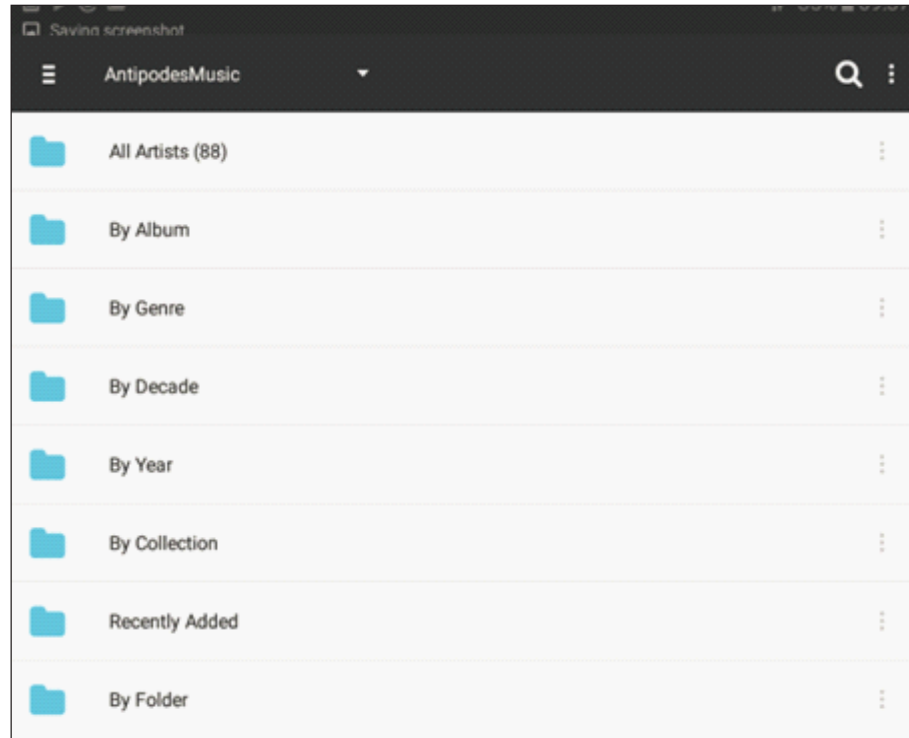 Saving screenshot
AntipodesMusic
All Artists (88)
By Album
By Genre
By Decade
By Year
By Collection
Recently Added
By Folder